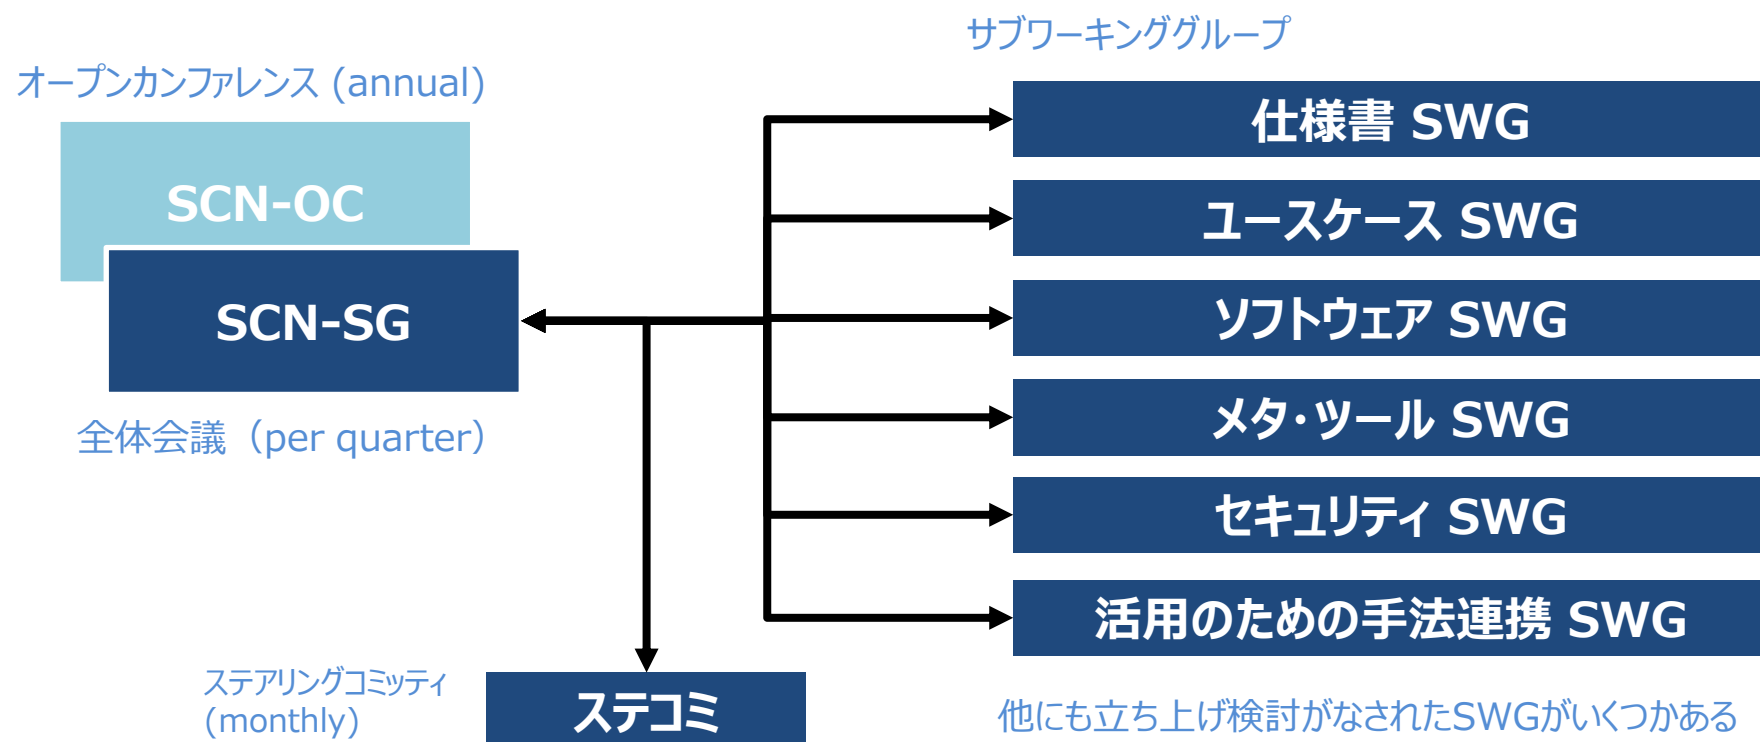 オープンカンファレンス (annual)
SCN-OC
SCN-SG
全体会議（per quarter）
ステアリングコミッティ
(monthly)
ステコミ
サブワーキンググループ
仕様書 SWG
ユースケース SWG
ソフトウェア SWG
メタ・ツール SWG
セキュリティ SWG
活用のための手法連携 SWG
他にも立ち上げ検討がなされたSWGがいくつかある